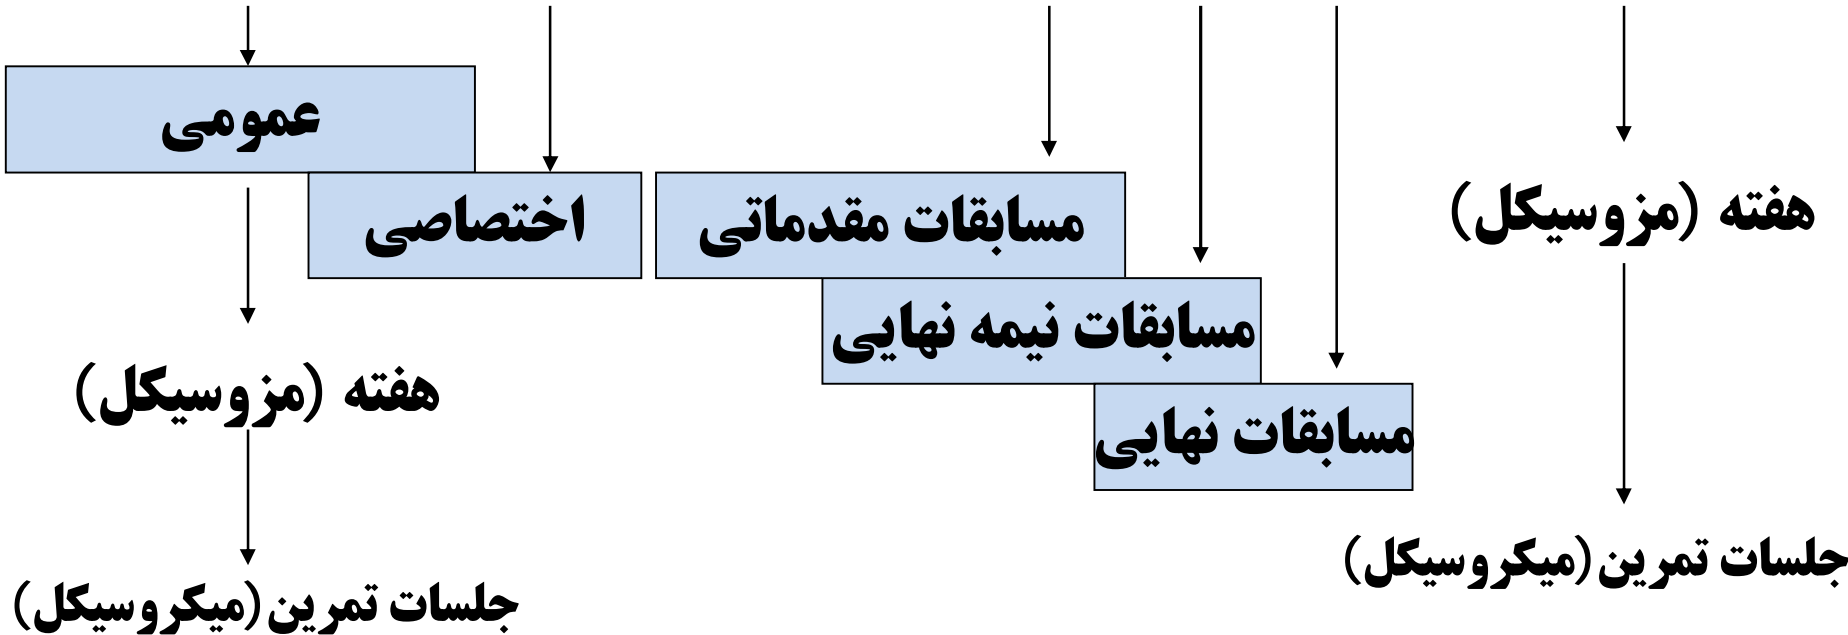 عمومی
اختصاصی
مسابقات مقدماتی
هفته (مزوسیکل)
مسابقات نیمه نهایی
هفته (مزوسیکل)
مسابقات نهایی
جلسات تمرین (میکروسیکل)
جلسات تمرین (میکروسیکل)